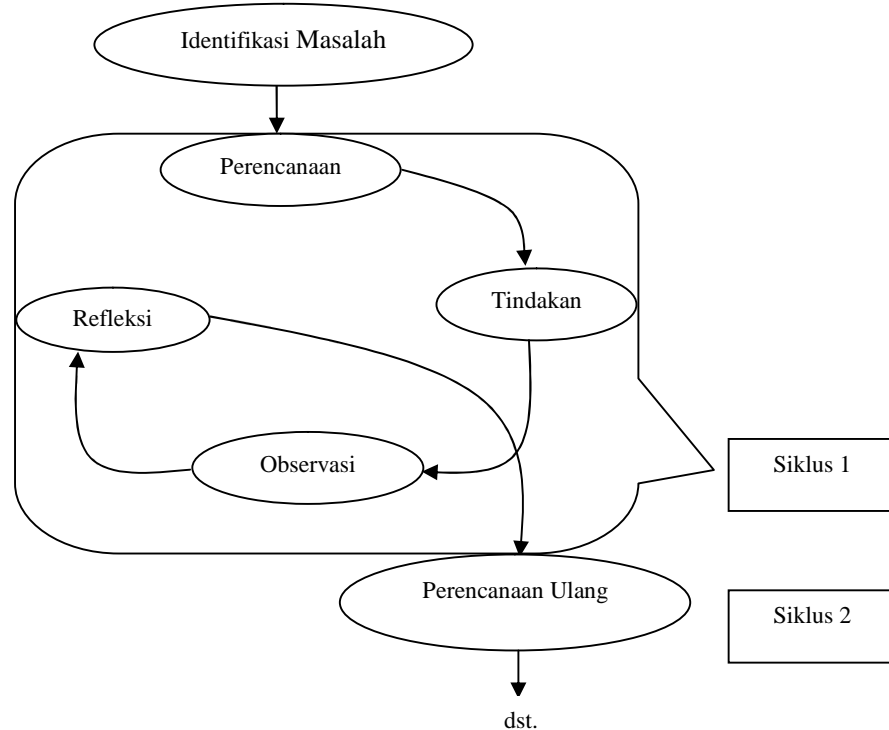 Identifikasi Masalah
Perencanaan
Tindakan
Refleksi
Observasi
Siklus 1
Perencanaan Ulang
Siklus 2
dst.